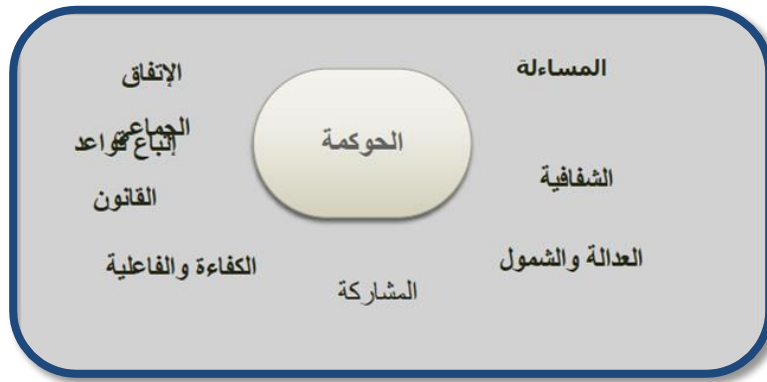 المساءلة
الإتفاق
الجماعي
إتباع قواعد
القانون
الحوكمة
الشفافية
العدالة والشمول
الكفاءة والفاعلية
المشاركة